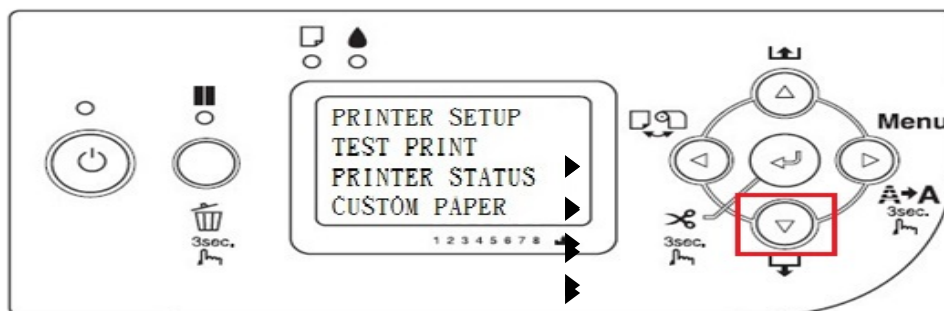 PRINTER SETUP
TEST PRINT
PRINTER STATUS
CUSTOM PAPER
1 2 3 4 5 6 7 8
3sec.
Menu
A→A
3sec.
3sec.